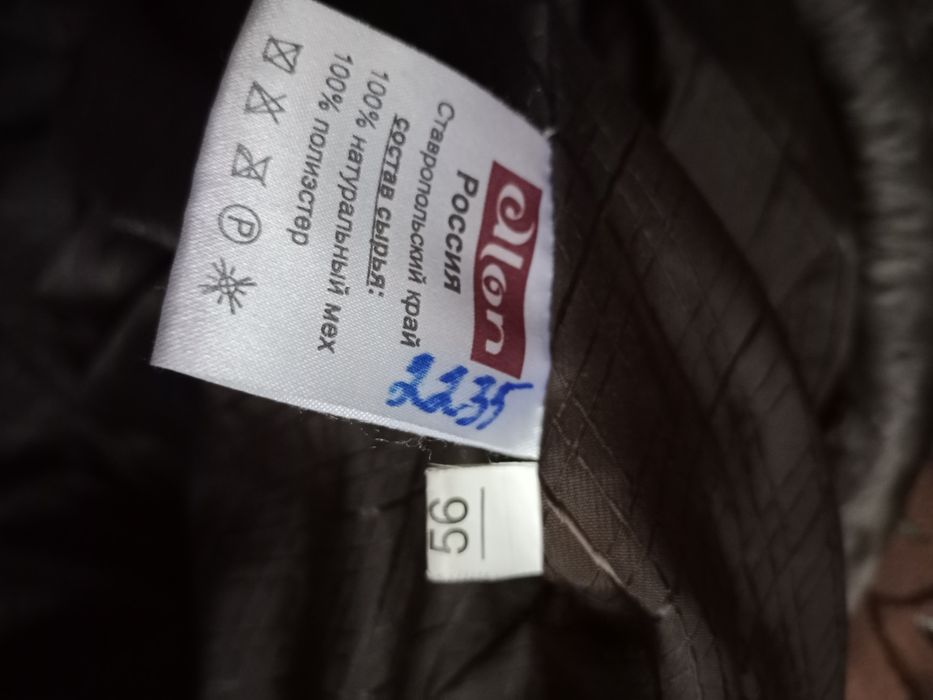 alon
Россия
Ставропольский край
состав сырья:
100% натуральный мех
100% полиэстер
P
2235
56